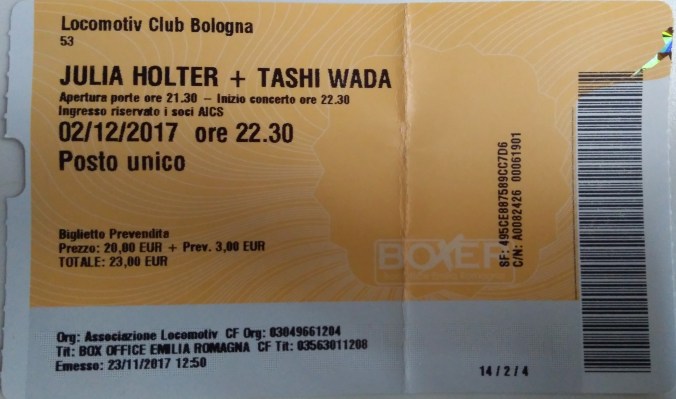 Locomotiv Club Bologna
53
JULIA HOLTER + TASHI WADA
Apertura porte ore 21.30 – Inizio concerto ore 22.30
Ingresso riservato i soci AICS
02/12/2017 ore 22.30
Posto unico
Biglietto Prevendita
Prezzo: 20,00 EUR + Prev. 3,00 EUR
TOTALE: 23,00 EUR
BOXER
SF: 495CE887589CC7D6
C/N: A0082426 00061901
Org: Associazione Locomotiv CF Org: 03049661204
Tit: BOX OFFICE EMILIA ROMAGNA CF Tit: 03563011208
Emesso: 23/11/2017 12:50
14 / 2 / 4